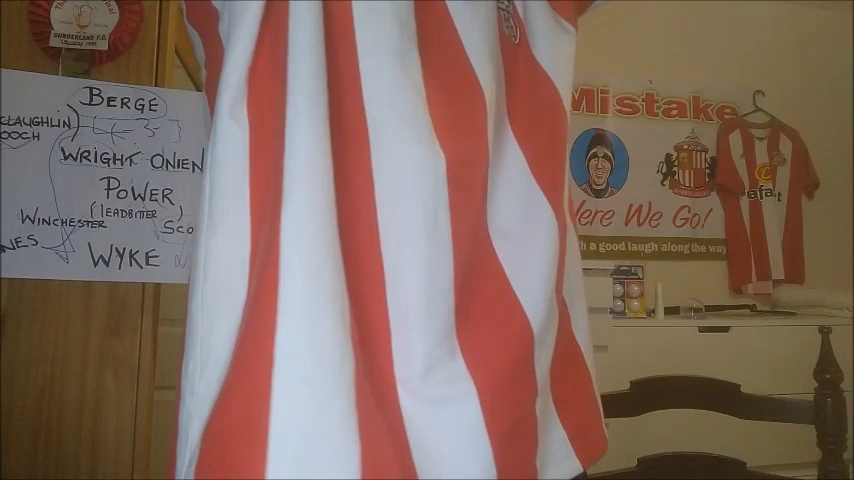 SUNDERLAND F.C.
BERGE
CLAUGHLIN
OOCH
WRIGHT ONIEN
POWER
(LEADBITTER)
WINCHESTER
SCO
NES
WYKE
Mistake
Here We Go!
h a good laugh along the way
dafabet